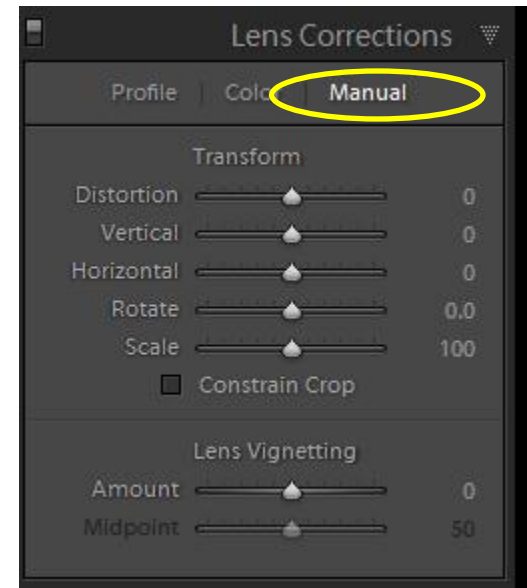 Lens Corrections
Profile | Color | Manual
Transform
Distortion 0
Vertical 0
Horizontal 0
Rotate 0.0
Scale 100
Constrain Crop
Lens Vignetting
Amount 0
Midpoint 50